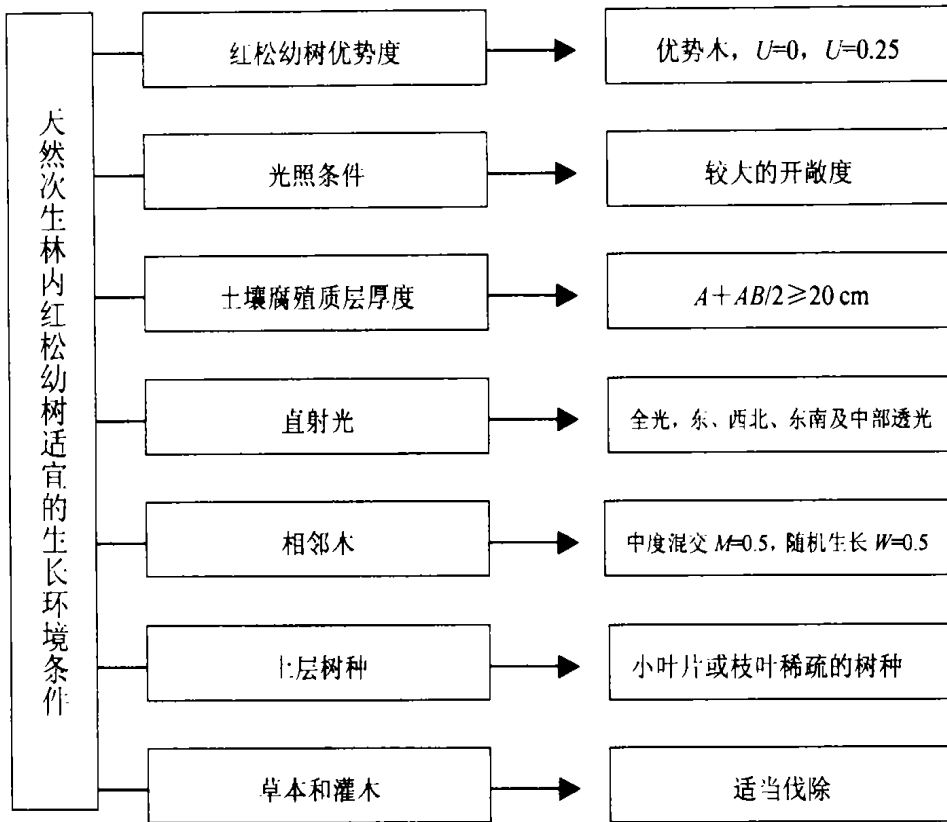 天然次生林内红松幼树适宜的生长环境条件
红松幼树优势度
优势木，U=0，U=0.25
光照条件
较大的开敞度
土壤腐殖质层厚度
A＋AB/2≥20 cm
直射光
全光，东、西北、东南及中部透光
相邻木
中度混交 M=0.5，随机生长 W=0.5
上层树种
小叶片或枝叶稀疏的树种
草本和灌木
适当伐除